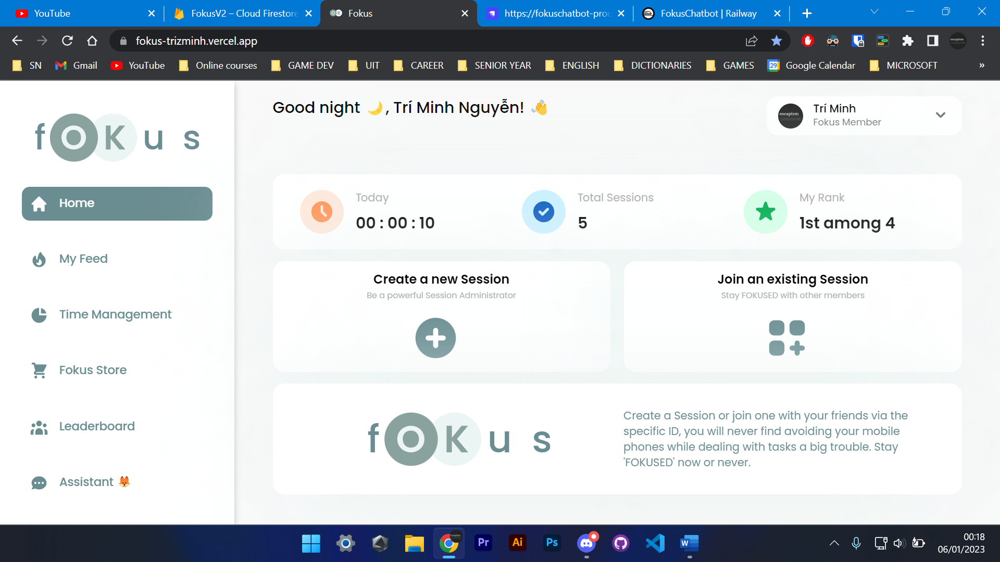 YouTube
FokusV2 – Cloud Firestore
Fokus
https://fokuschatbot-proc
FokusChatbot | Railway
fokus-trizminh.vercel.app
escapism
SN
Gmail
YouTube
Online courses
GAME DEV
UIT
CAREER
SENIOR YEAR
ENGLISH
DICTIONARIES
GAMES
29
Google Calendar
MICROSOFT
»
fOKus
Home
My Feed
Time Management
Fokus Store
Leaderboard
Assistant 🦊
Good night 🌙, Trí Minh Nguyễn! 👋
escapism
Trí Minh
Fokus Member
Today
00 : 00 : 10
Total Sessions
5
My Rank
1st among 4
Create a new Session
Be a powerful Session Administrator
Join an existing Session
Stay FOKUSED with other members
fOKus
Create a Session or join one with your friends via the
specific ID, you will never find avoiding your mobile
phones while dealing with tasks a big trouble. Stay
'FOKUSED' now or never.
Pr
Ai
Ps
W
00:18
06/01/2023